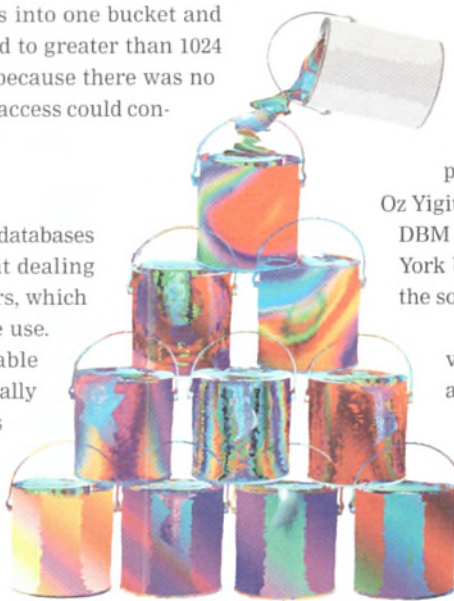 s into one bucket and
d to greater than 1024
because there was no
access could con-
databases
t dealing
rs, which
e use.
able
ally
s
p
Oz Yigit
DBM
York
the so
v
a